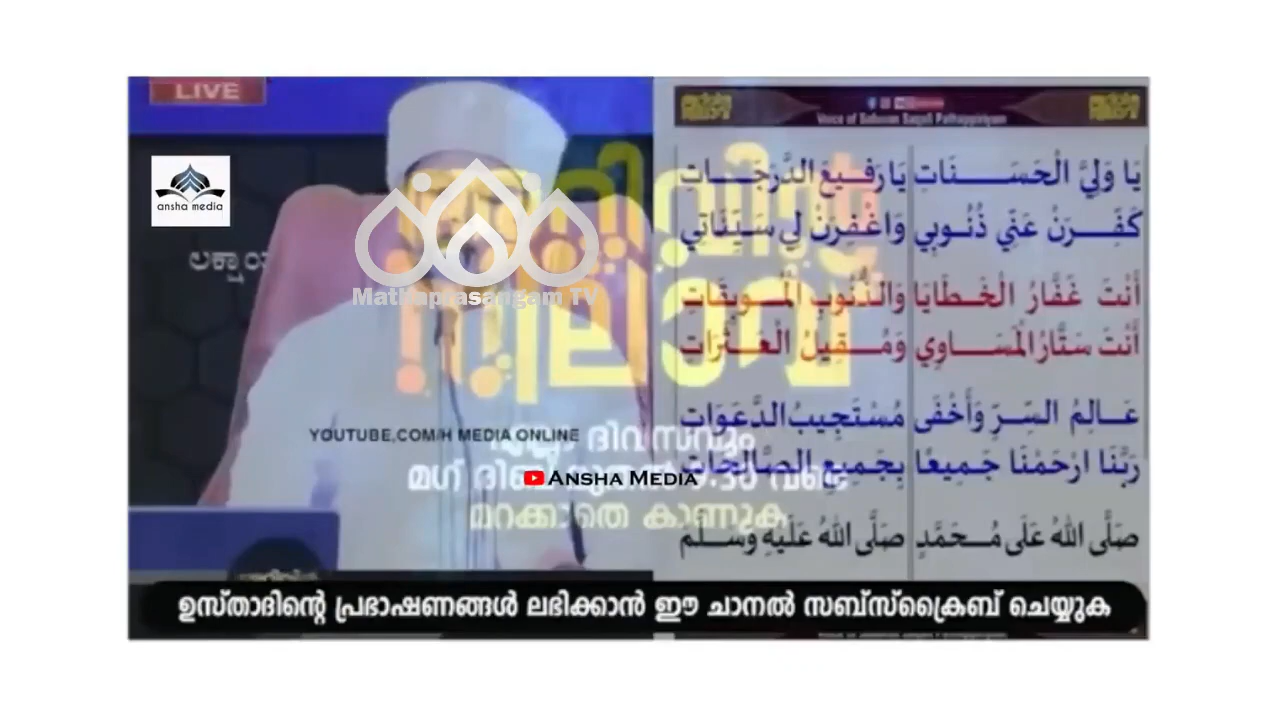 LIVE
ansha media
Voice of Safuvan Saqafi Pathappiriyam
يَا وَلِيَّ الْحَسَنَاتِ يَا رَفِيعَ الدَّرَجَاتِ
كَفِّرَنْ عَنِّي ذُنُوبِي وَاغْفِرَنْ لِي سَيِّئَاتِي
أَنْتَ غَفَّارُ الْخَطَايَا وَالذُّنُوبِ الْمُوبِقَاتِ
أَنْتَ سَتَّارُ الْمَسَاوِي وَمُقِيلُ الْعَثَرَاتِ
عَالِمُ السِّرِّ وَأَخْفَى مُسْتَجِيبُ الدَّعَوَاتِ
رَبَّنَا ارْحَمْنَا جَمِيعًا بِجَمِيعِ الصَّالِحَاتِ
صَلَّى اللهُ عَلَى مُحَمَّدٍ صَلَّى اللهُ عَلَيْهِ وَسَلَّمْ
Mathaprasangam TV
നിലാവ്
YOUTUBE.COM/H MEDIA ONLINE
ദിവസവും
Ansha Media
മറക്കാതെ കാണുക
ഉസ്താദിന്റെ പ്രഭാഷണങ്ങൾ ലഭിക്കാൻ ഈ ചാനൽ സബ്സ്ക്രൈബ് ചെയ്യുക